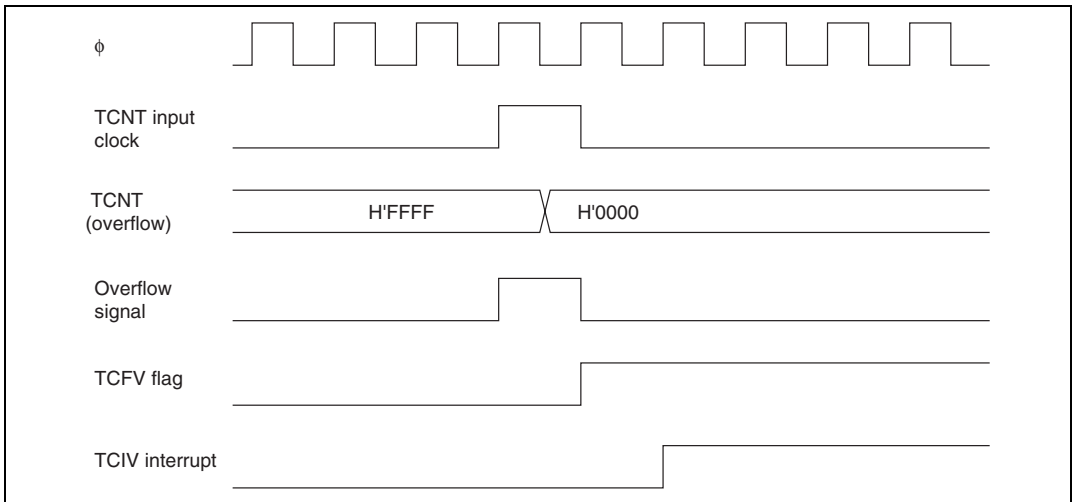 φ
TCNT input
clock
TCNT
(overflow)
H'FFFF
H'0000
Overflow
signal
TCFV flag
TCIV interrupt